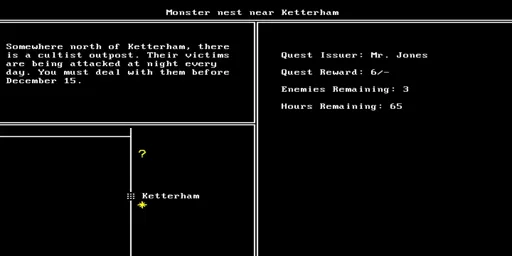 Monster nest near Ketterham
Somewhere north of Ketterham, there
is a cultist outpost. Their victims
are being attacked at night every
day. You must deal with them before
December 15.
Quest Issuer: Mr. Jones
Quest Reward: 6/-
Enemies Remaining: 3
Hours Remaining: 65
?
Ketterham